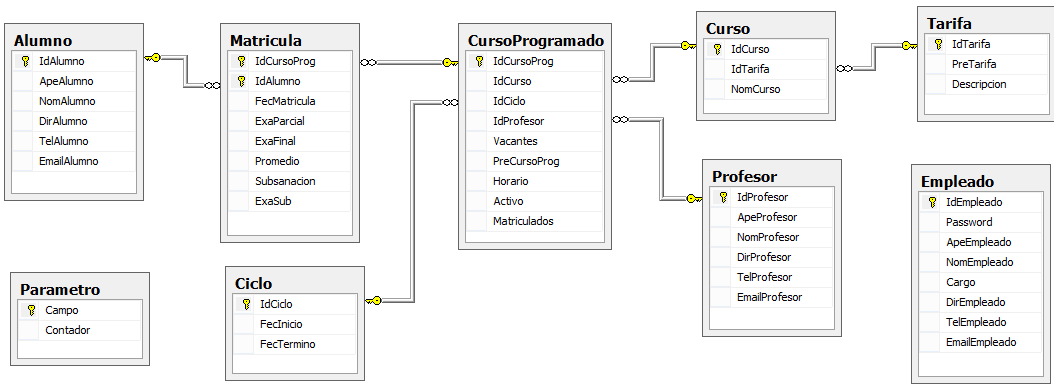 Alumno
IdAlumno
ApeAlumno
NomAlumno
DirAlumno
TelAlumno
EmailAlumno
Matricula
IdCursoProg
IdAlumno
FecMatricula
ExaParcial
ExaFinal
Promedio
Subsanacion
ExaSub
CursoProgramado
IdCursoProg
IdCurso
IdCiclo
IdProfesor
Vacantes
PreCursoProg
Horario
Activo
Matriculados
Curso
IdCurso
IdTarifa
NomCurso
Tarifa
IdTarifa
PreTarifa
Descripcion
Profesor
IdProfesor
ApeProfesor
NomProfesor
DirProfesor
TelProfesor
EmailProfesor
Empleado
IdEmpleado
Password
ApeEmpleado
NomEmpleado
Cargo
DirEmpleado
TelEmpleado
EmailEmpleado
Parametro
Campo
Contador
Ciclo
IdCiclo
FecInicio
FecTermino